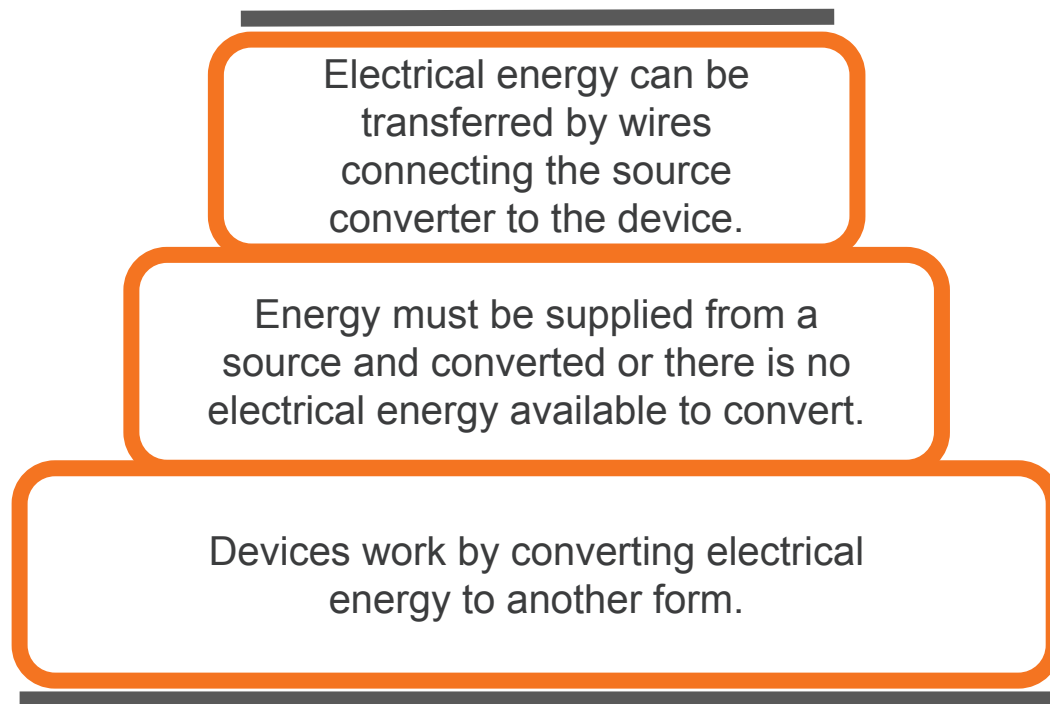 Electrical energy can be
transferred by wires
connecting the source
converter to the device.
Energy must be supplied from a
source and converted or there is no
electrical energy available to convert.
Devices work by converting electrical
energy to another form.